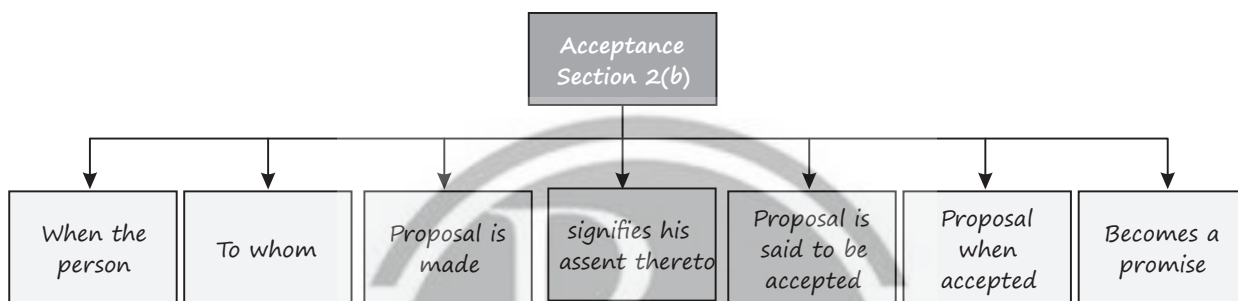 Acceptance
Section 2(b)
When the
person
To whom
Proposal is
made
signifies his
assent thereto
Proposal is
said to be
accepted
Proposal
when
accepted
Becomes a
promise